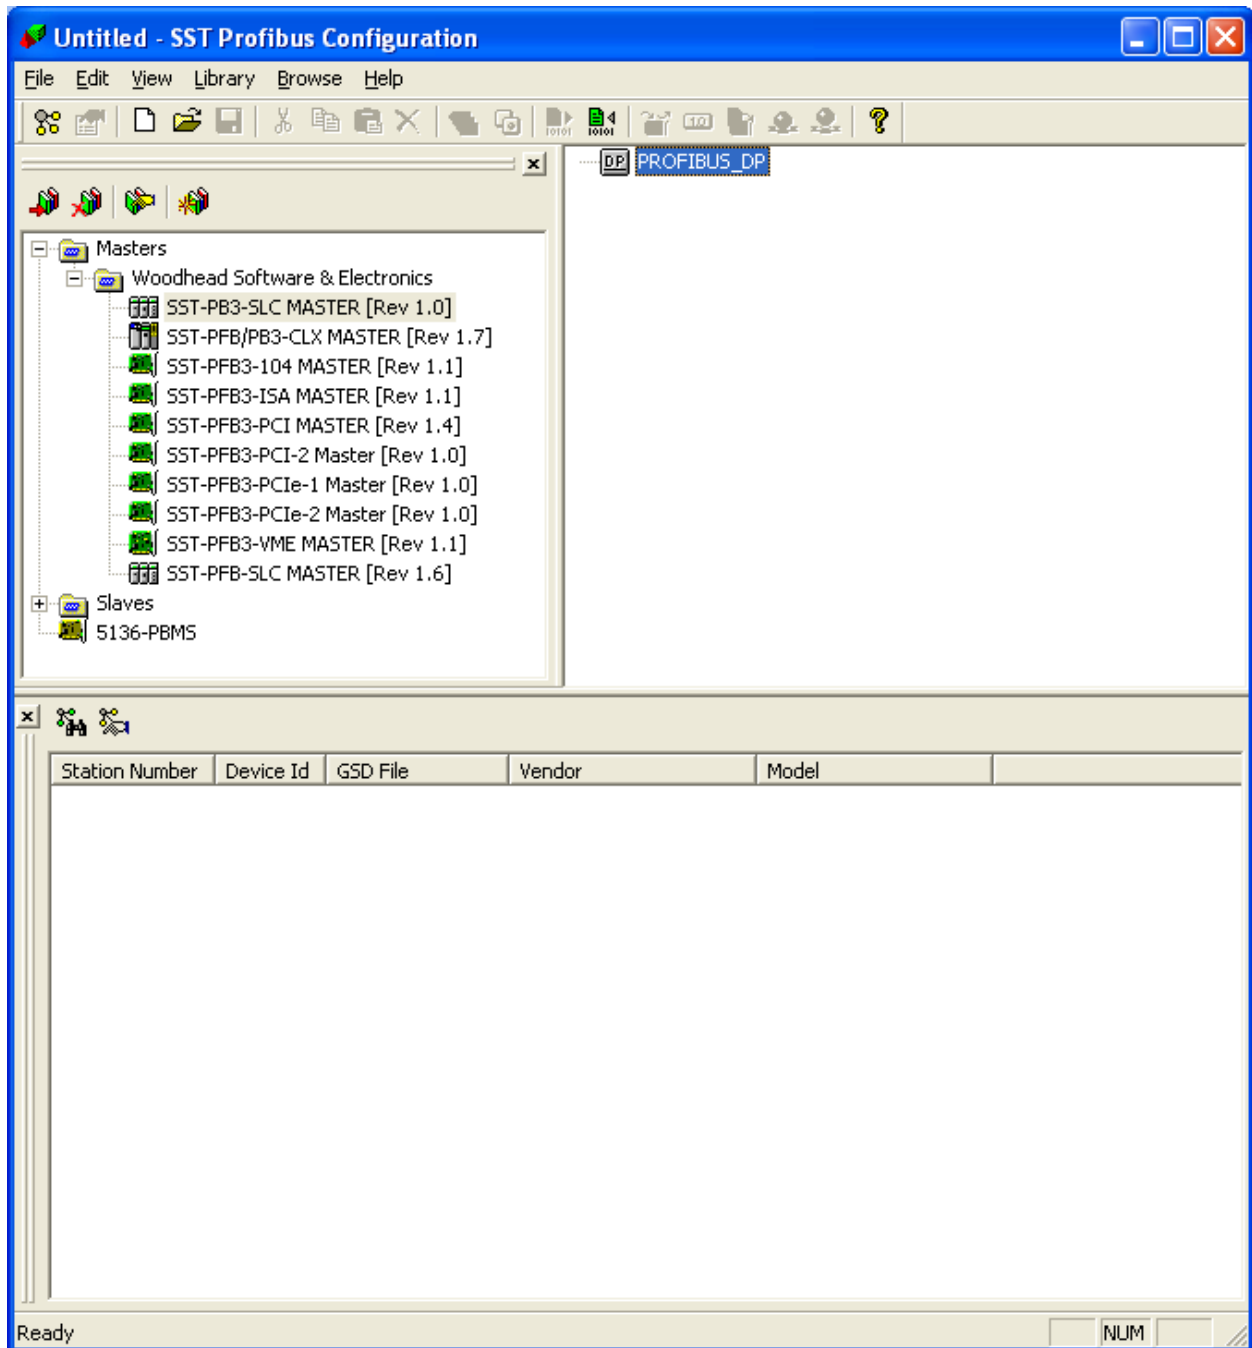 Untitled - SST Profibus Configuration
File Edit View Library Browse Help
PROFIBUS_DP
Masters
Woodhead Software & Electronics
SST-PB3-SLC MASTER [Rev 1.0]
SST-PFB/PB3-CLX MASTER [Rev 1.7]
SST-PFB3-104 MASTER [Rev 1.1]
SST-PFB3-ISA MASTER [Rev 1.1]
SST-PFB3-PCI MASTER [Rev 1.4]
SST-PFB3-PCI-2 Master [Rev 1.0]
SST-PFB3-PCIe-1 Master [Rev 1.0]
SST-PFB3-PCIe-2 Master [Rev 1.0]
SST-PFB3-VME MASTER [Rev 1.1]
SST-PFB-SLC MASTER [Rev 1.6]
Slaves
5136-PBMS
Station Number Device Id GSD File Vendor Model
Ready NUM